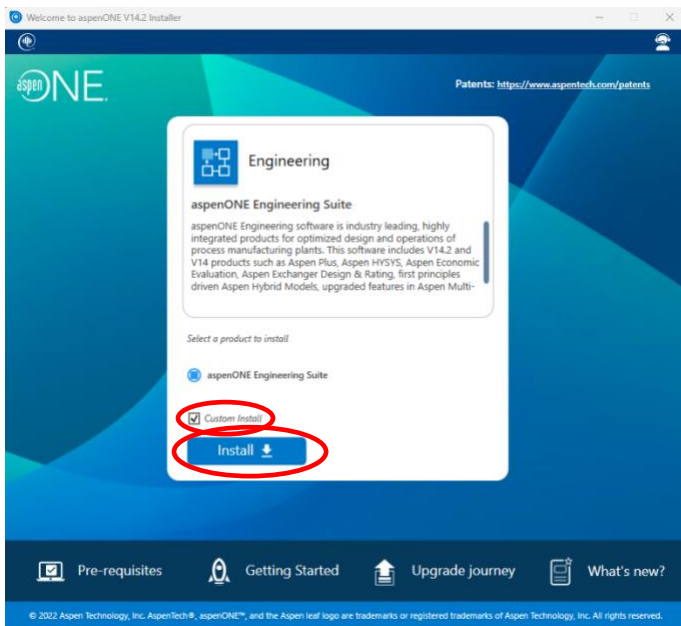 Welcome to aspenONE V14.2 Installer
aspenONE
Patents: https://www.aspentech.com/patents
Engineering
aspenONE Engineering Suite
aspenONE Engineering software is industry leading, highly
integrated products for optimized design and operations of
process manufacturing plants. This software includes V14.2 and
V14 products such as Aspen Plus, Aspen HYSYS, Aspen Economic
Evaluation, Aspen Exchanger Design & Rating, first principles
driven Aspen Hybrid Models, upgraded features in Aspen Multi-
Select a product to install
aspenONE Engineering Suite
Custom Install
Install
Pre-requisites
Getting Started
Upgrade journey
What's new?
© 2022 Aspen Technology, Inc. AspenTech®, aspenONE™, and the Aspen leaf logo are trademarks or registered trademarks of Aspen Technology, Inc. All rights reserved.